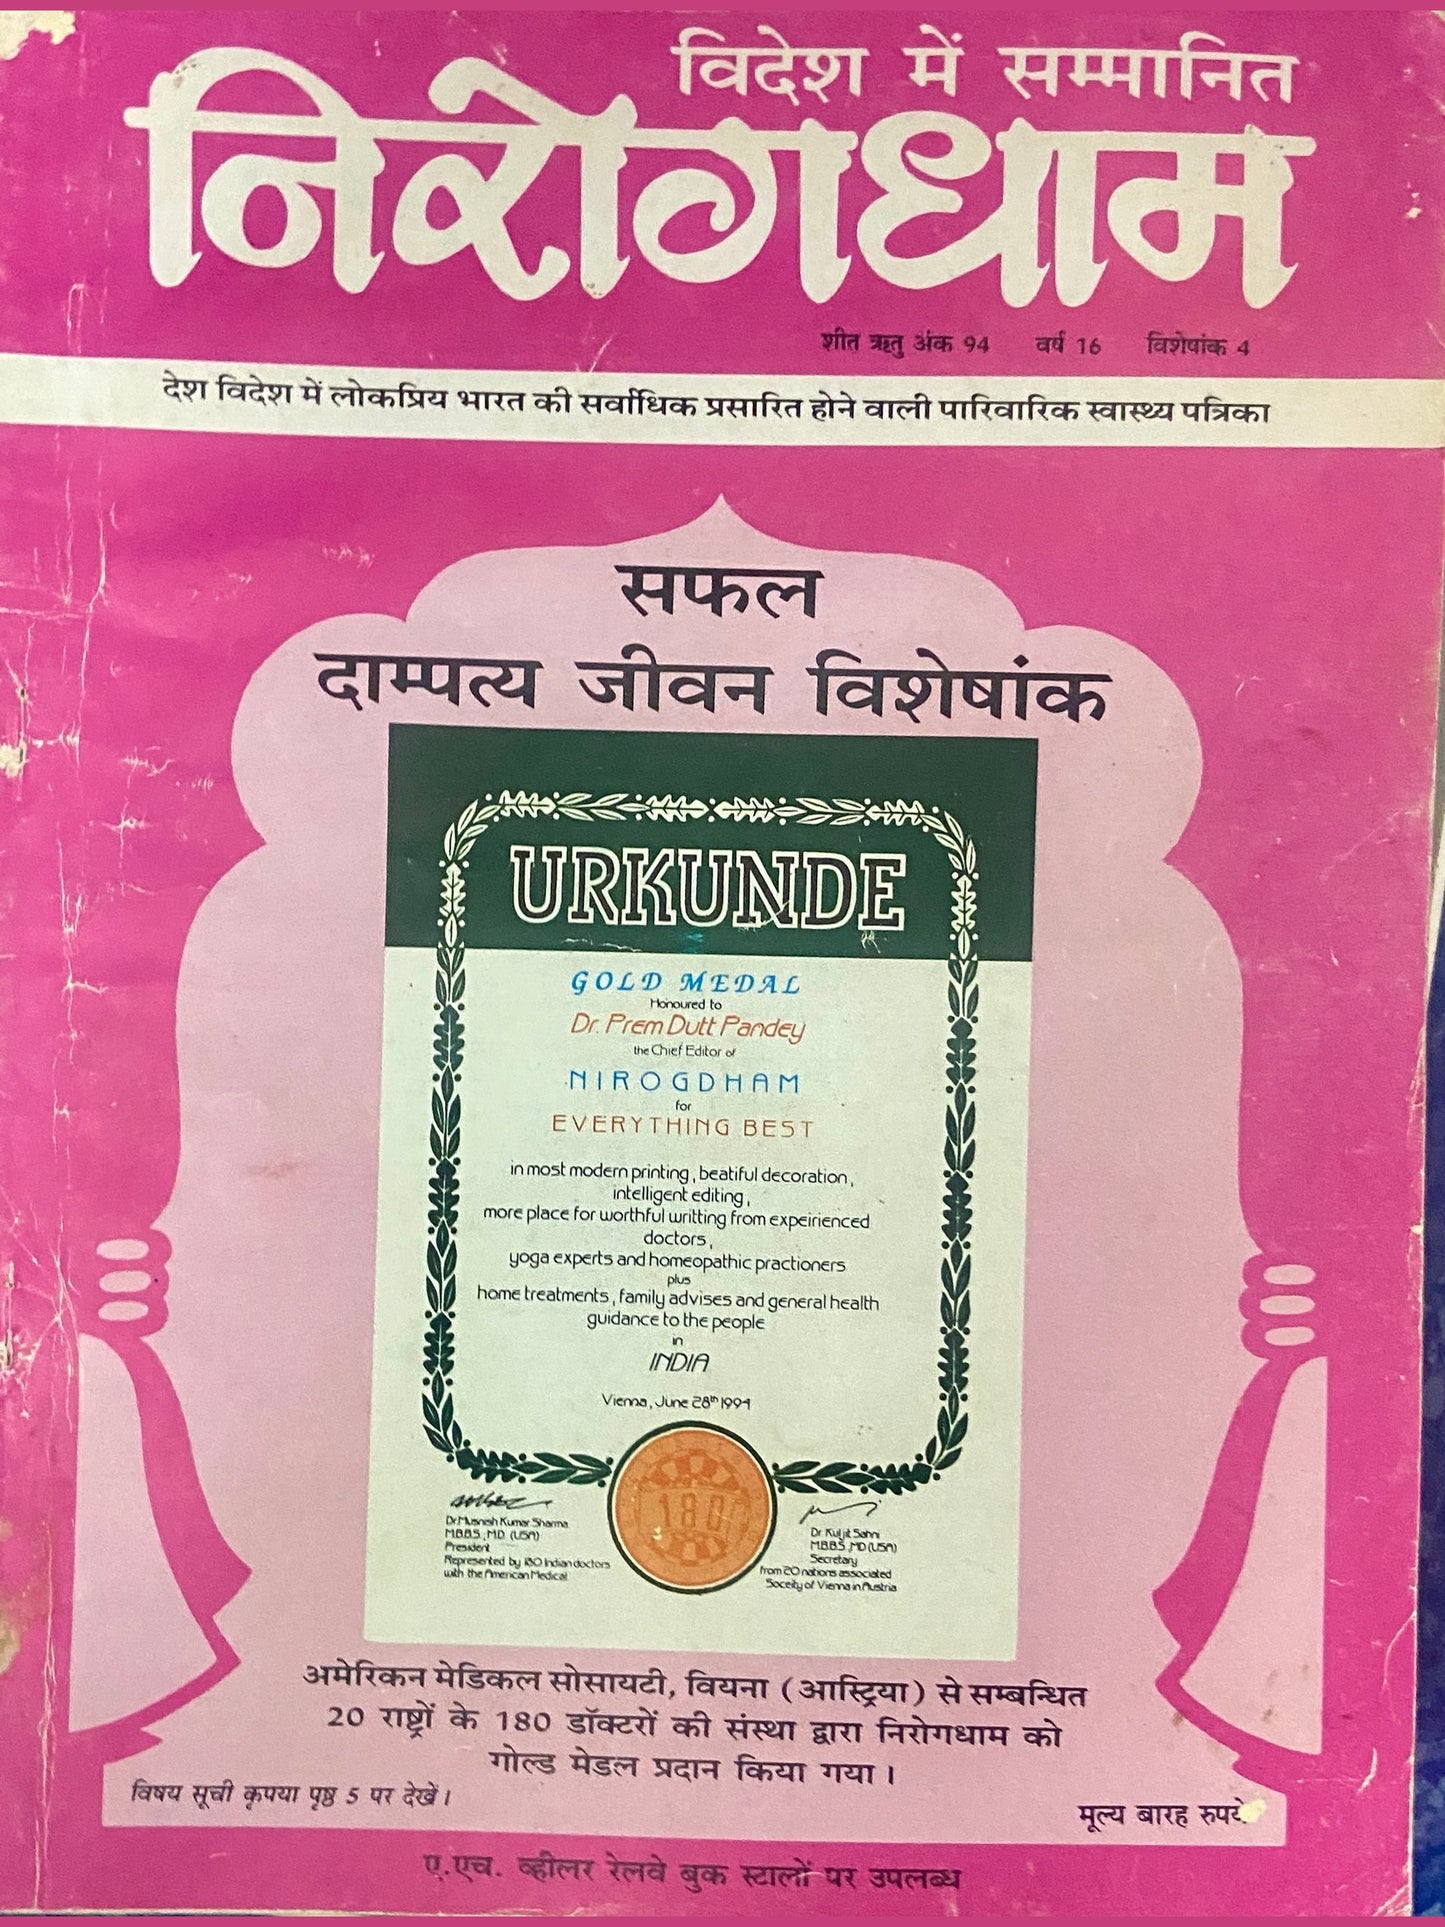 विदेश में सम्मानित
निरोगधाम
शीत ऋतु अंक 94 वर्ष 16 विशेषांक 4
देश विदेश में लोकप्रिय भारत की सर्वाधिक प्रसारित होने वाली पारिवारिक स्वास्थ्य पत्रिका
सफल
दाम्पत्य जीवन विशेषांक
URKUNDE
GOLD MEDAL
Honoured to
Dr. Prem Dutt Pandey
the Chief Editor of
NIROGDHAM
for
EVERYTHING BEST
in most modern printing, beatiful decoration,
intelligent editing,
more place for worthful writting from expeirienced
doctors,
yoga experts and homeopathic practioners
plus
home treatments, family advises and general health
guidance to the people
in
INDIA
Vienna, June 28th 1994
180
Kumar Sharma
M.B.B.S., M.D. (USA)
President
Represented by 180 Indian doctors
with the American Medical
Dr. Kuljit Sahni
M.B.B.S., MD (USA)
Secretary
from 20 nations associated
Soceity of Vienna in Austria
अमेरिकन मेडिकल सोसायटी, वियना (आस्ट्रिया) से सम्बन्धित
20 राष्ट्रों के 180 डॉक्टरों की संस्था द्वारा निरोगधाम को
गोल्ड मेडल प्रदान किया गया।
विषय सूची कृपया पृष्ठ 5 पर देखें।
मूल्य बारह रुपये
ए.एच. व्हीलर रेलवे बुक स्टालों पर उपलब्ध